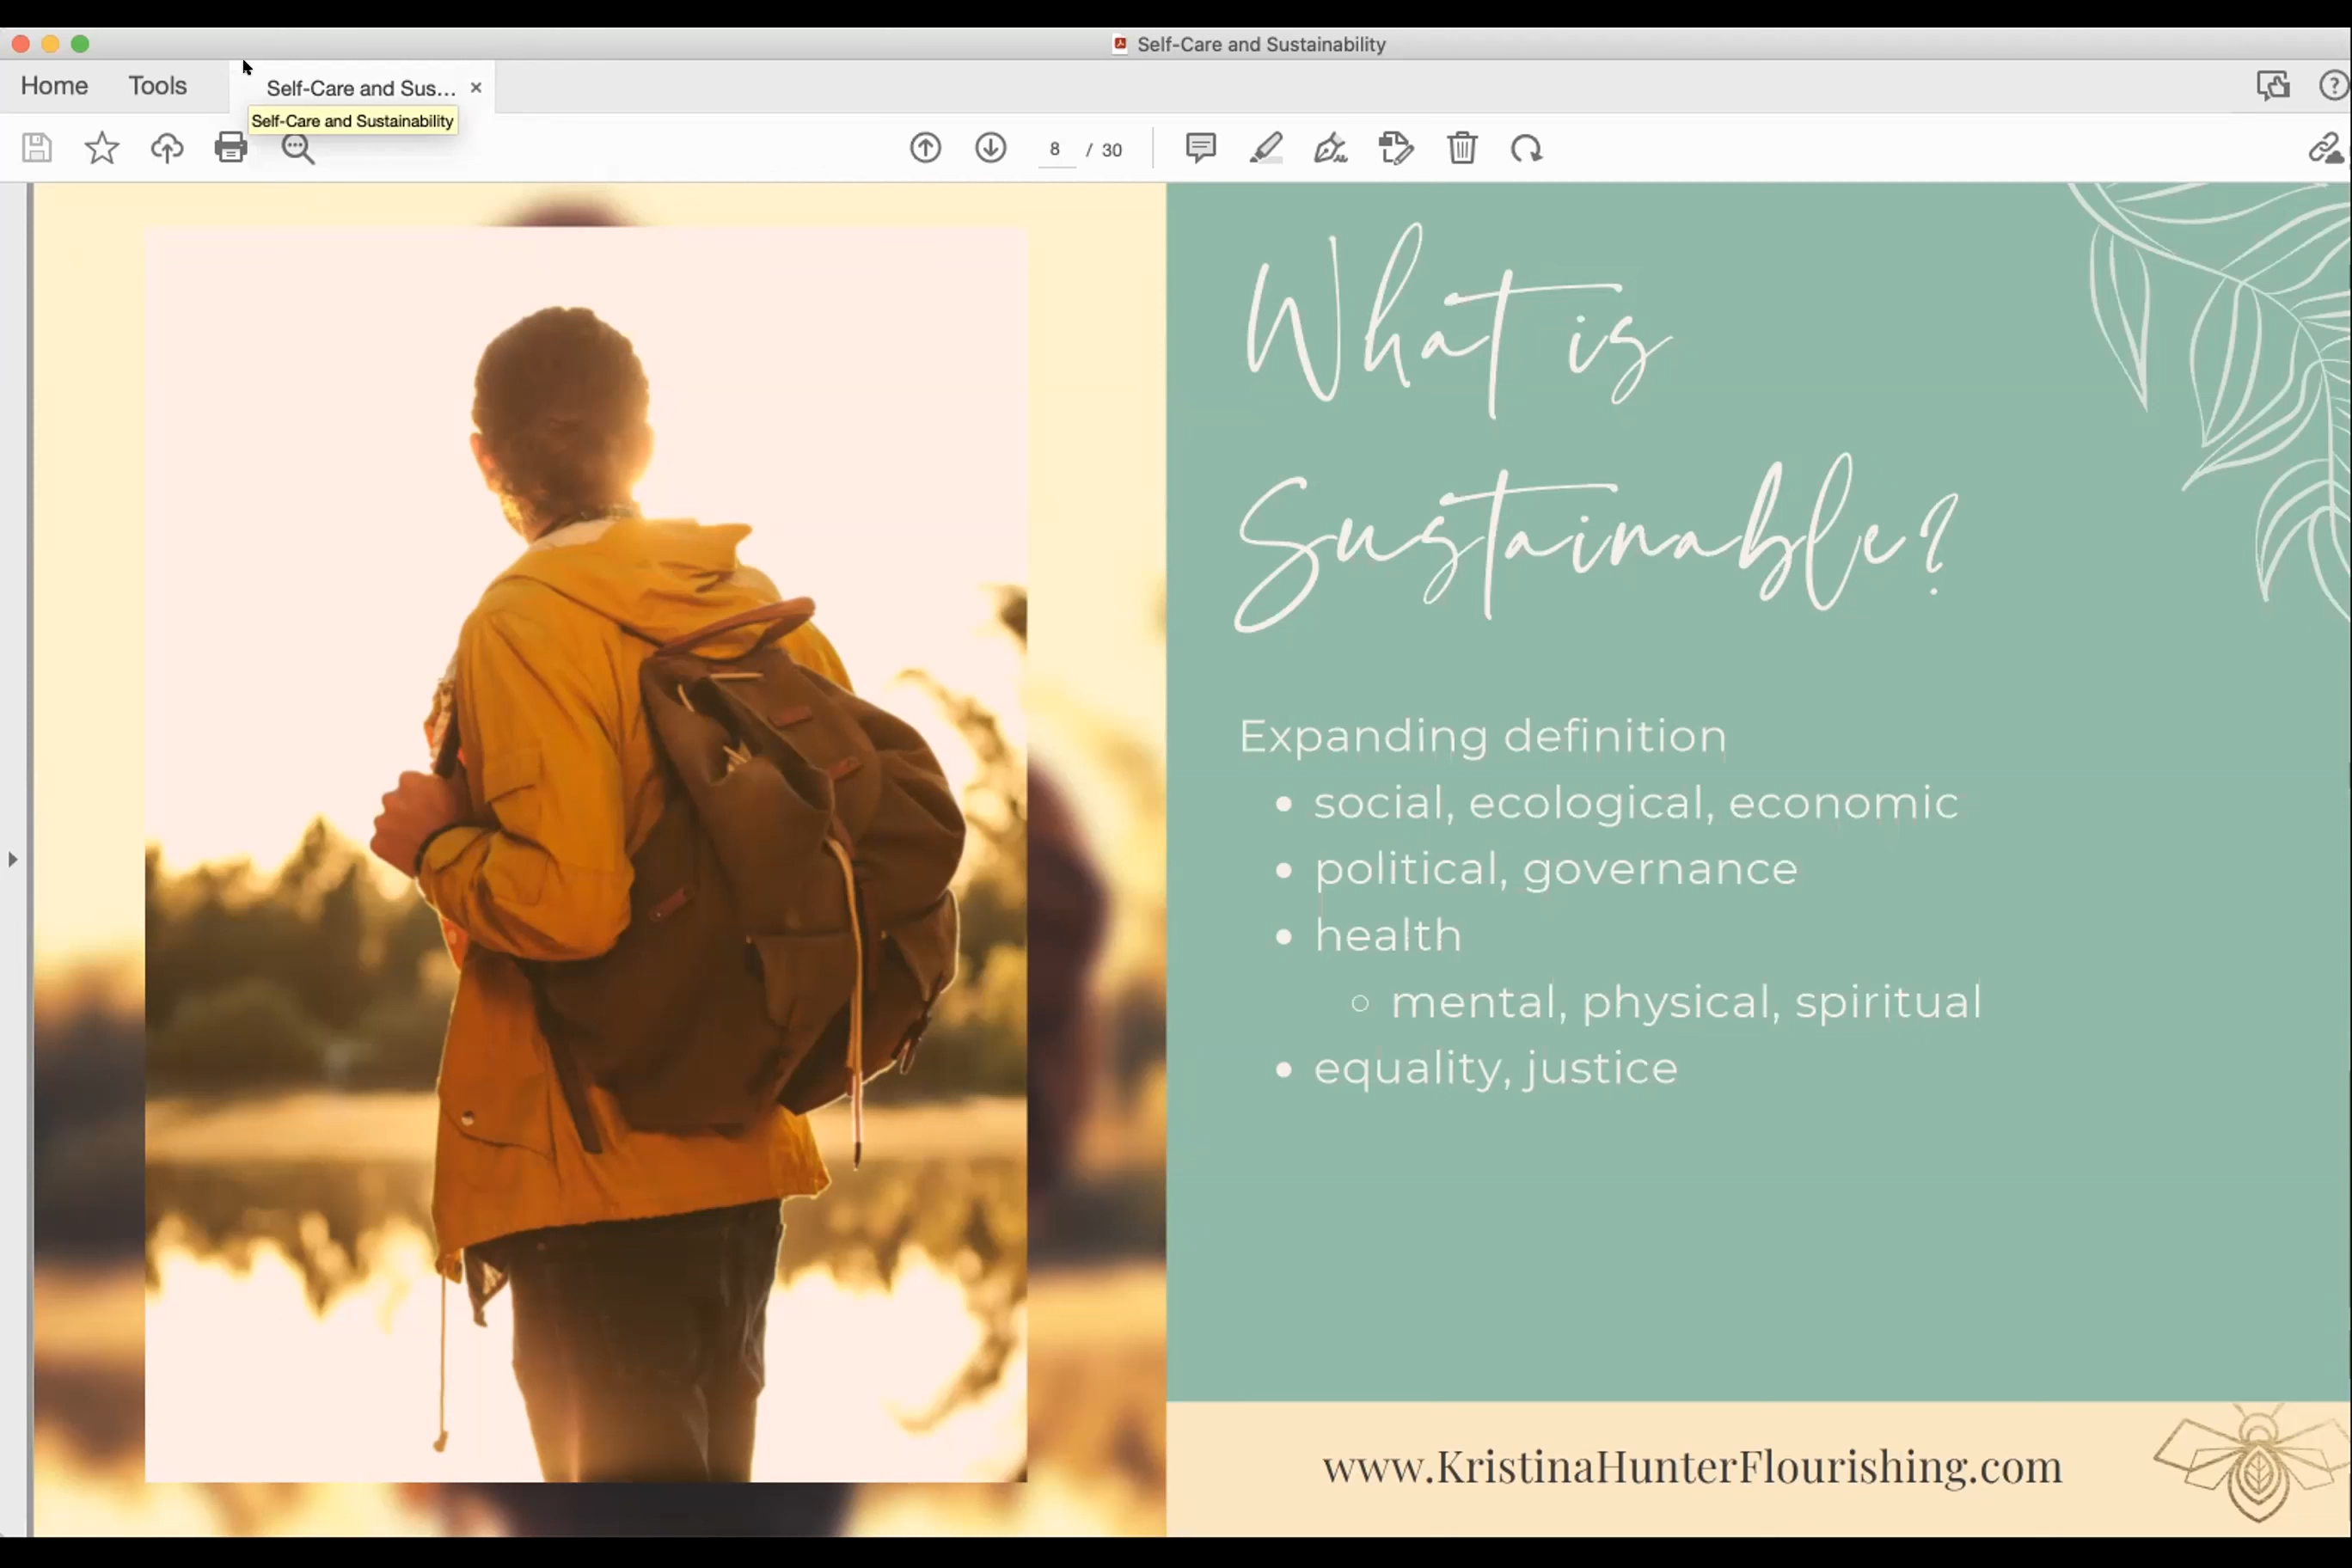 Self-Care and Sustainability
Home Tools Self-Care and Sus... ×
Self-Care and Sustainability
8 / 30
What is
Sustainable?
Expanding definition
• social, ecological, economic
• political, governance
• health
○ mental, physical, spiritual
• equality, justice
www.KristinaHunterFlourishing.com